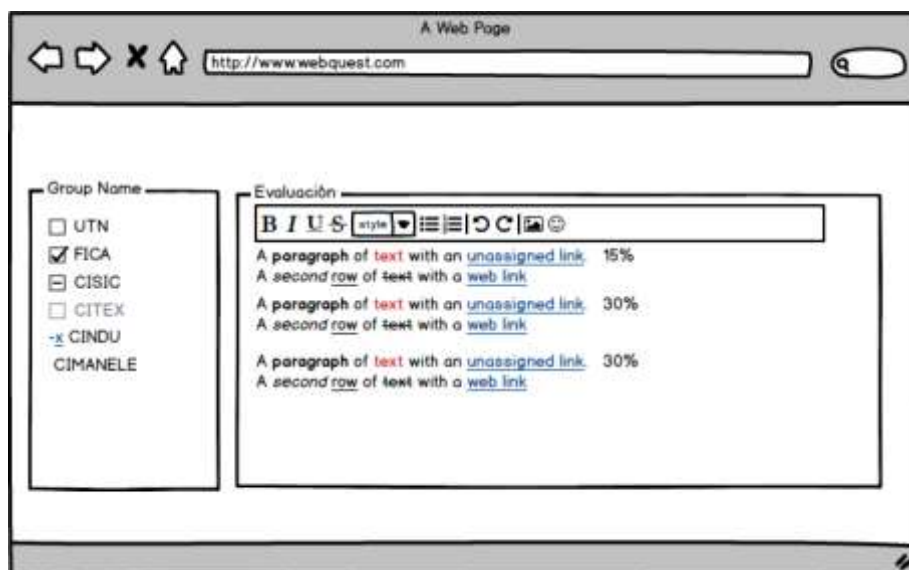 A Web Page
http://www.webquest.com
Group Name
UTN
FICA
CISIC
CITEX
-x CINDU
CIMANELE
Evaluación
B I U S style
A paragraph of text with an unassigned link. 15%
A second row of text with a web link
A paragraph of text with an unassigned link. 30%
A second row of text with a web link
A paragraph of text with an unassigned link. 30%
A second row of text with a web link